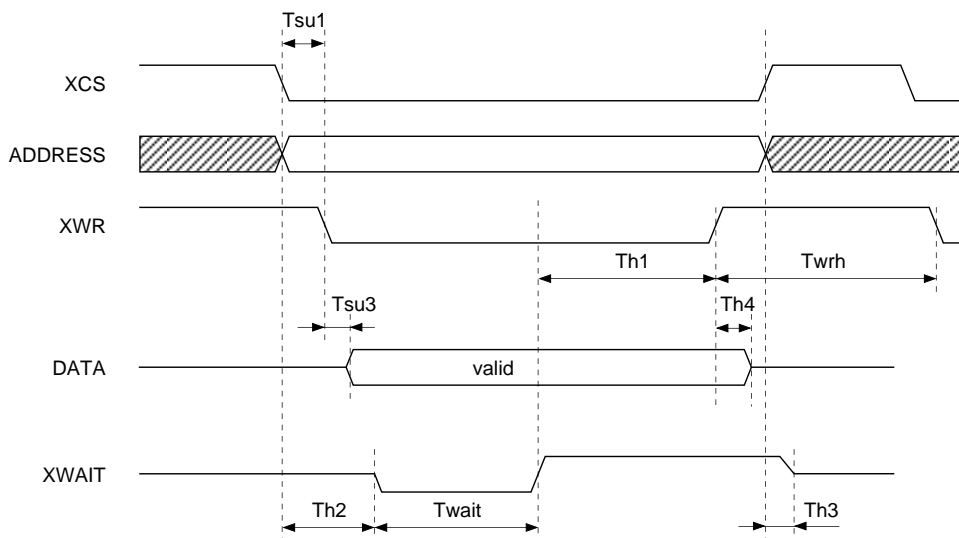 Tsu1
XCS
ADDRESS
XWR
Th1
Twrh
Tsu3
Th4
DATA
valid
XWAIT
Th2
Twait
Th3